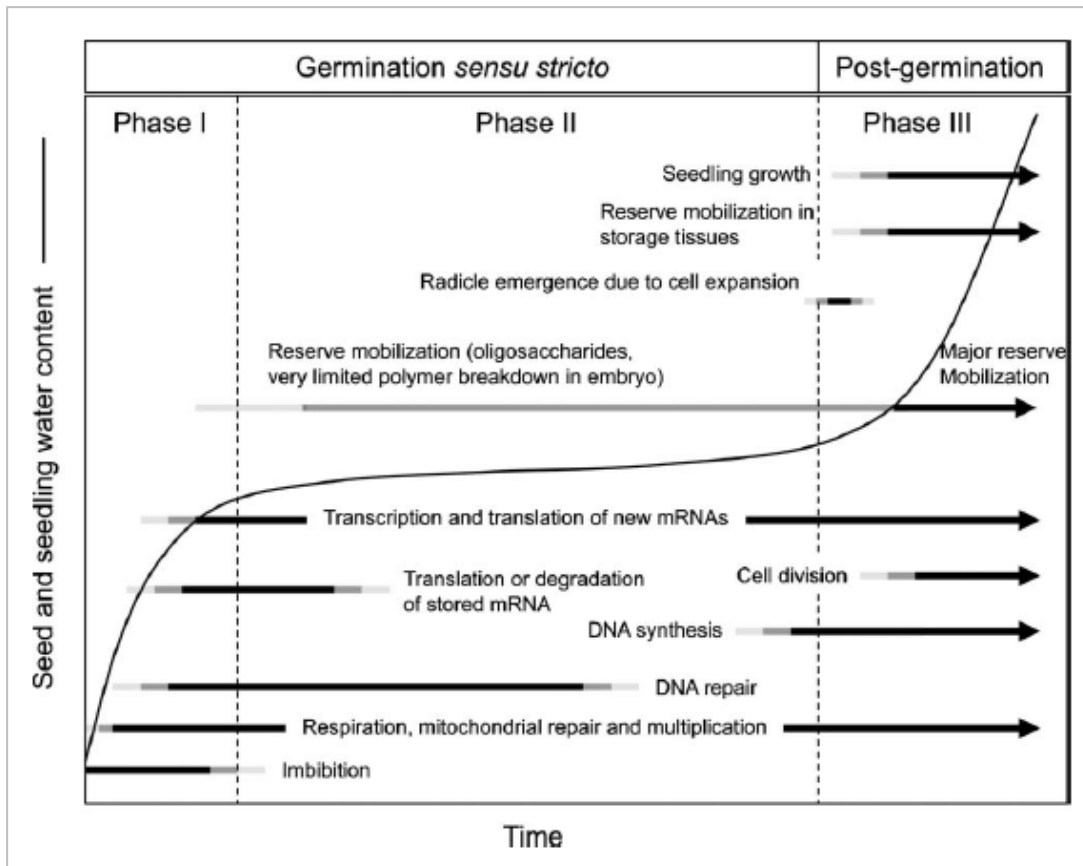 Germination sensu stricto
Post-germination
Phase I
Phase II
Phase III
Seedling growth
Reserve mobilization in
storage tissues
Radicle emergence due to cell expansion
Reserve mobilization (oligosaccharides,
very limited polymer breakdown in embryo)
Major reserve
Mobilization
Transcription and translation of new mRNAs
Translation or degradation
of stored mRNA
Cell division
DNA synthesis
DNA repair
Respiration, mitochondrial repair and multiplication
Imbibition
Seed and seedling water content
Time